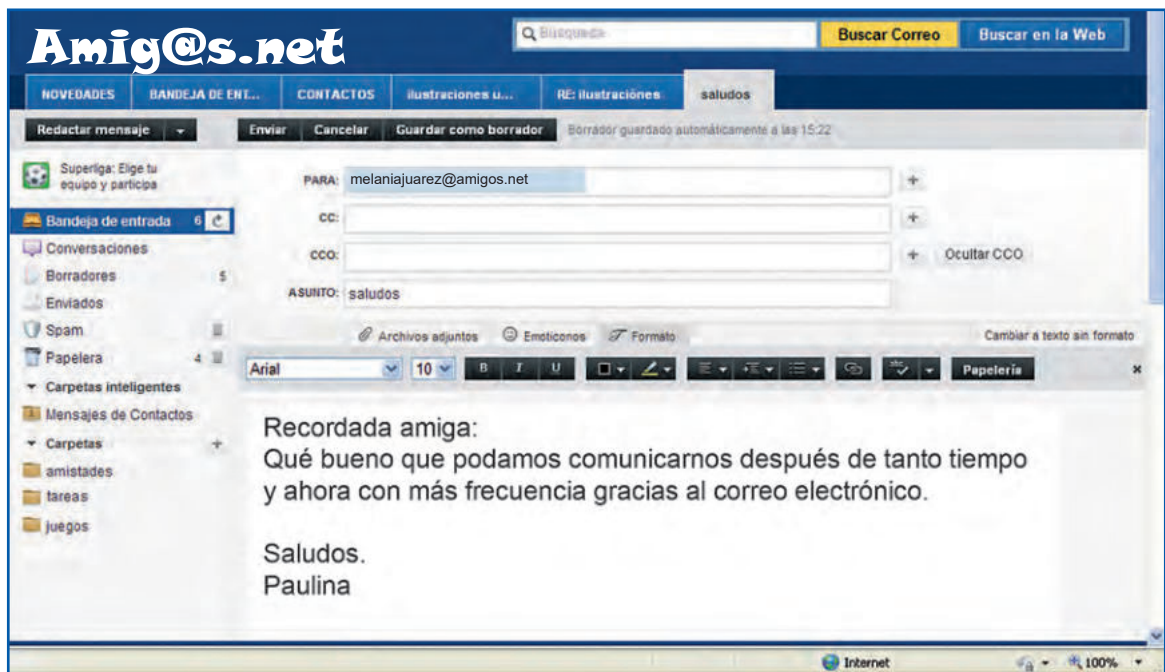 Amig@s.net
Búsqueda
Buscar Correo
Buscar en la Web
NOVEDADES
BANDEJA DE ENT...
CONTACTOS
ilustraciones u...
RE: ilustraciónes
saludos
Redactar mensaje
Enviar
Cancelar
Guardar como borrador
Borrador guardado automáticamente a las 15:22
Superliga: Elige tu
equipo y participa
PARA: melaniajuarez@amigos.net
Bandeja de entrada 6
CC:
Conversaciones
CCO:
Ocultar CCO
Borradores 5
ASUNTO: saludos
Enviados
Spam
Archivos adjuntos
Emoticonos
Formato
Cambiar a texto sin formato
Papelera 4
Arial
10
B I U
Papelería
Carpetas inteligentes
Mensajes de Contactos
Carpetas
amistades
tareas
juegos
Recordada amiga:
Qué bueno que podamos comunicarnos después de tanto tiempo
y ahora con más frecuencia gracias al correo electrónico.
Saludos.
Paulina
Internet
100%